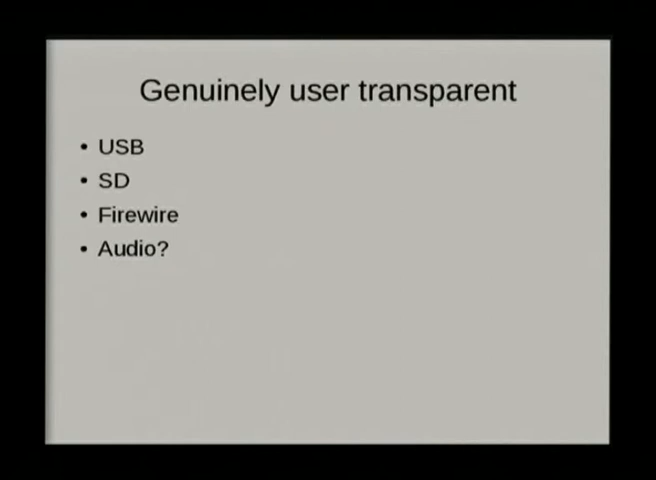 Genuinely user transparent
• USB
• SD
• Firewire
• Audio?